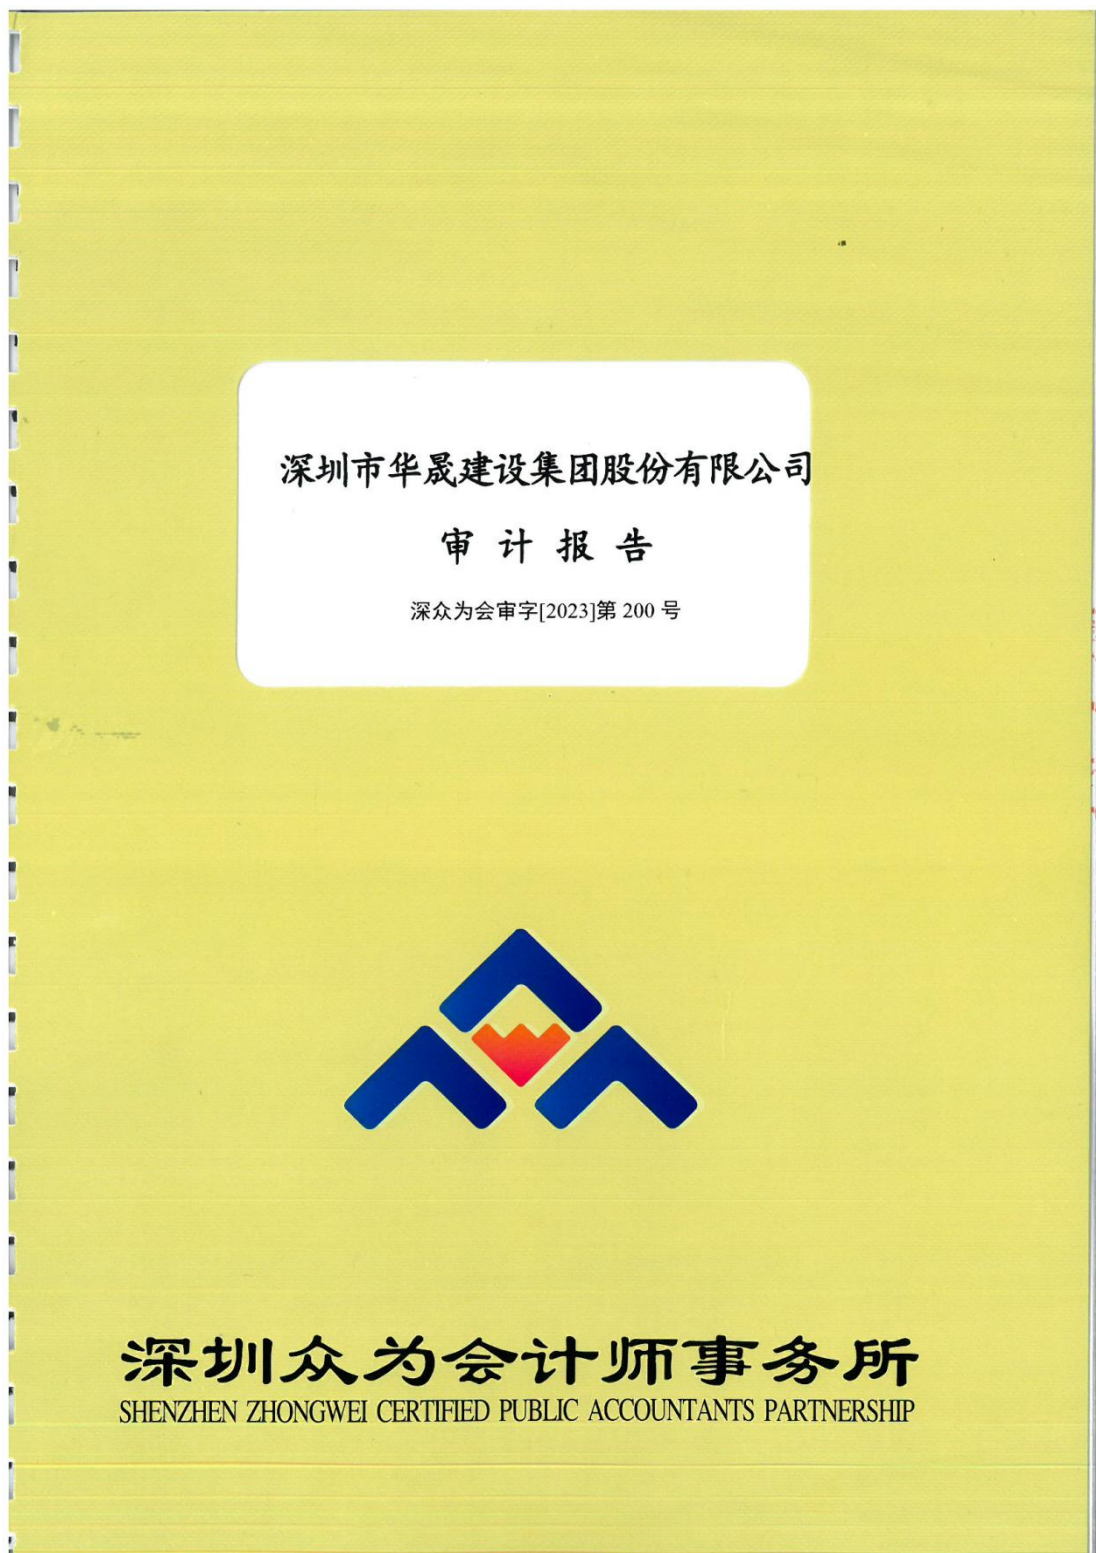 深圳市华晟建设集团股份有限公司
审计报告
深众为会审字[2023]第 200 号
深圳众为会计师事务所
SHENZHEN ZHONGWEI CERTIFIED PUBLIC ACCOUNTANTS PARTNERSHIP